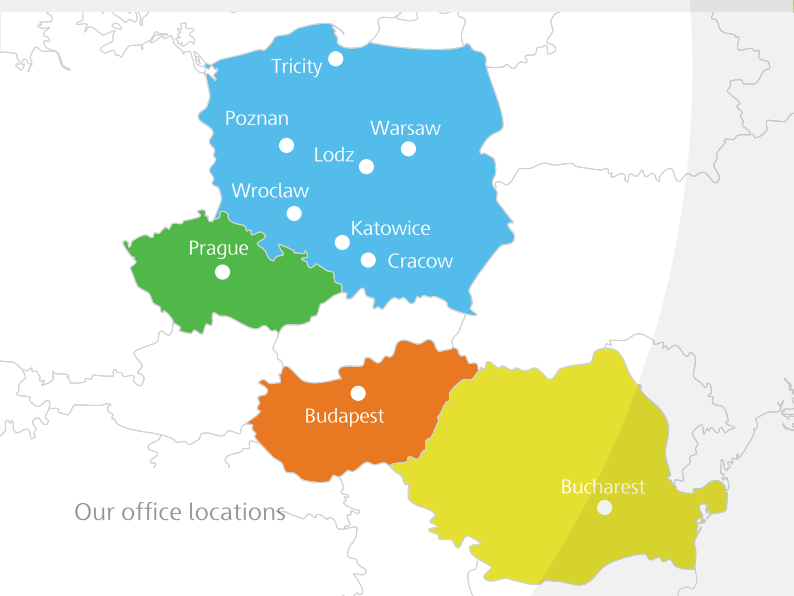 Tricity
Poznan
Warsaw
Lodz
Wroclaw
Katowice
Prague
Cracow
Budapest
Bucharest
Our office locations